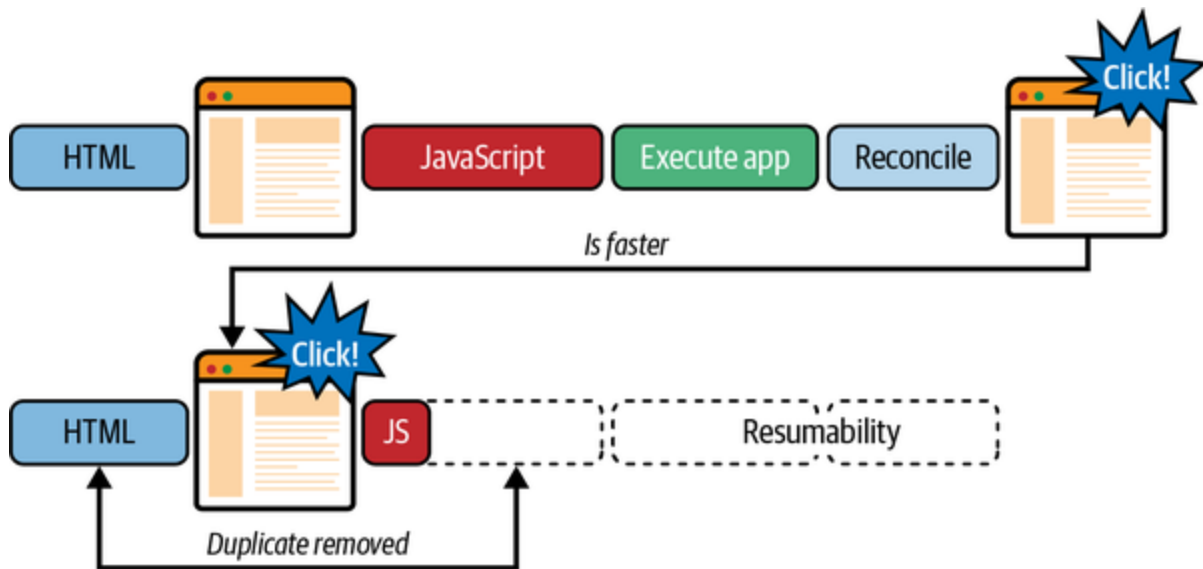 Click!
HTML
JavaScript
Execute app
Reconcile
Is faster
Click!
HTML
JS
Resumability
Duplicate removed